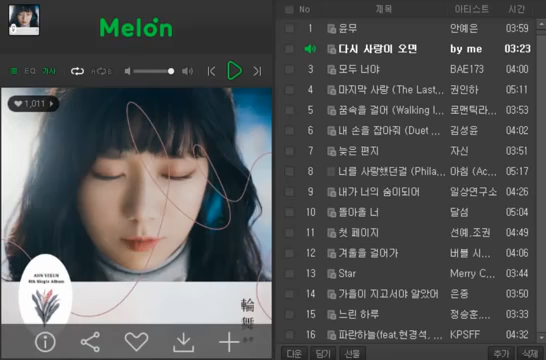 Melon
EQ 가사
1,011
AHN YEEUN
8th Single Album
輪舞
No 제목 아티스트 시간
1 윤무 안예은 03:59
다시 사랑이 오면 by me 03:23
3 모두 너야 BAE173 04:00
4 마지막 사랑 (The Last,... 권인하 05:11
5 꿈속을 걸어 (Walking I... 로맨틱라... 03:53
6 내 손을 잡아줘 (Duet ... 김성윤 04:02
7 늦은 편지 자신 03:51
8 너를 사랑했던걸 (Phila... 아침 (Ac... 05:17
9 내가 너의 숨이되어 일상연구소 04:26
10 돌아올 너 달섬 05:04
11 첫 페이지 선예,조권 04:49
12 겨울을 걸어가 버블 시... 04:06
13 Star Merry C... 03:44
14 가을이 지고서야 알았어 은종 03:50
15 느린 하루 정승훈,... 03:33
16 파란하늘(feat,현경석, ... KPSFF 04:32
다운 담기 선물 추가 삭제